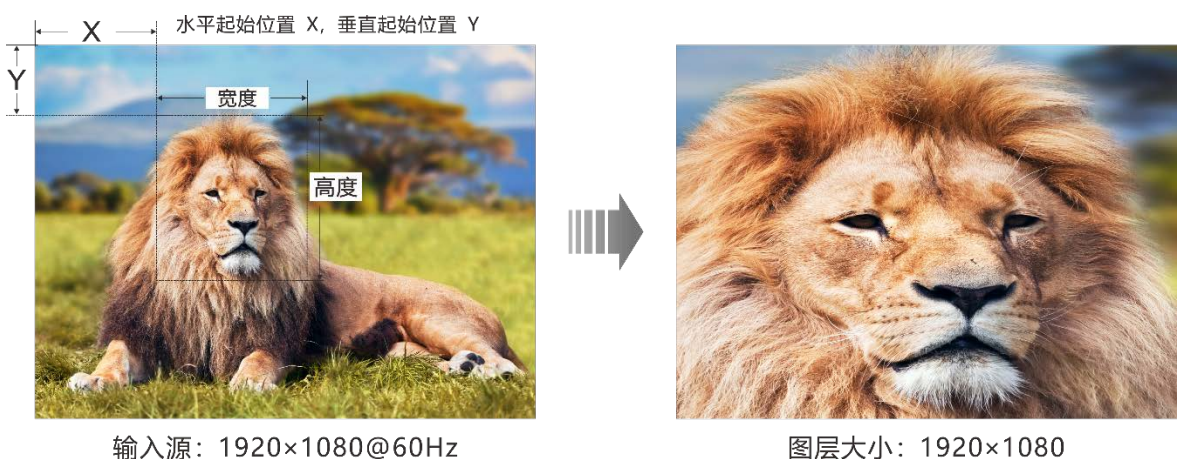 水平起始位置 X，垂直起始位置 Y
X
Y
宽度
高度
输入源：1920×1080@60Hz
图层大小：1920×1080